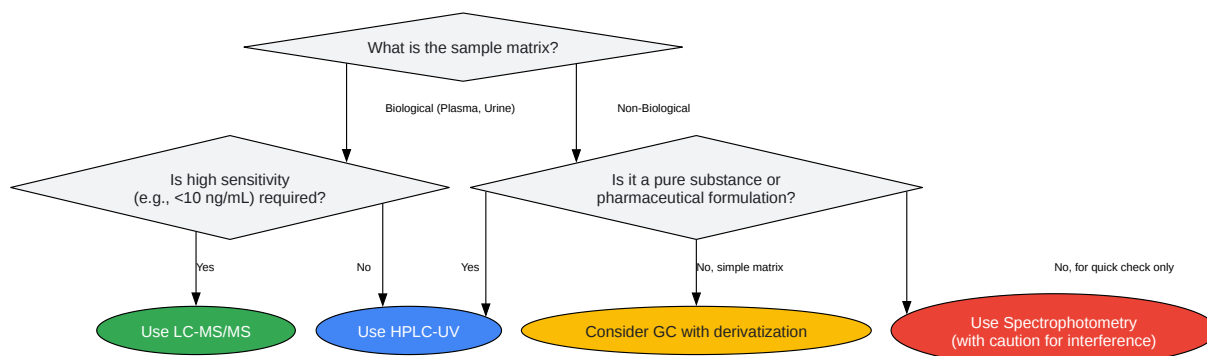 What is the sample matrix?
Biological (Plasma, Urine)
Non-Biological
Is high sensitivity
(e.g., <10 ng/mL) required?
Is it a pure substance or
pharmaceutical formulation?
Yes
No
Yes
No, simple matrix
No, for quick check only
Use LC-MS/MS
Use HPLC-UV
Consider GC with derivatization
Use Spectrophotometry
(with caution for interference)